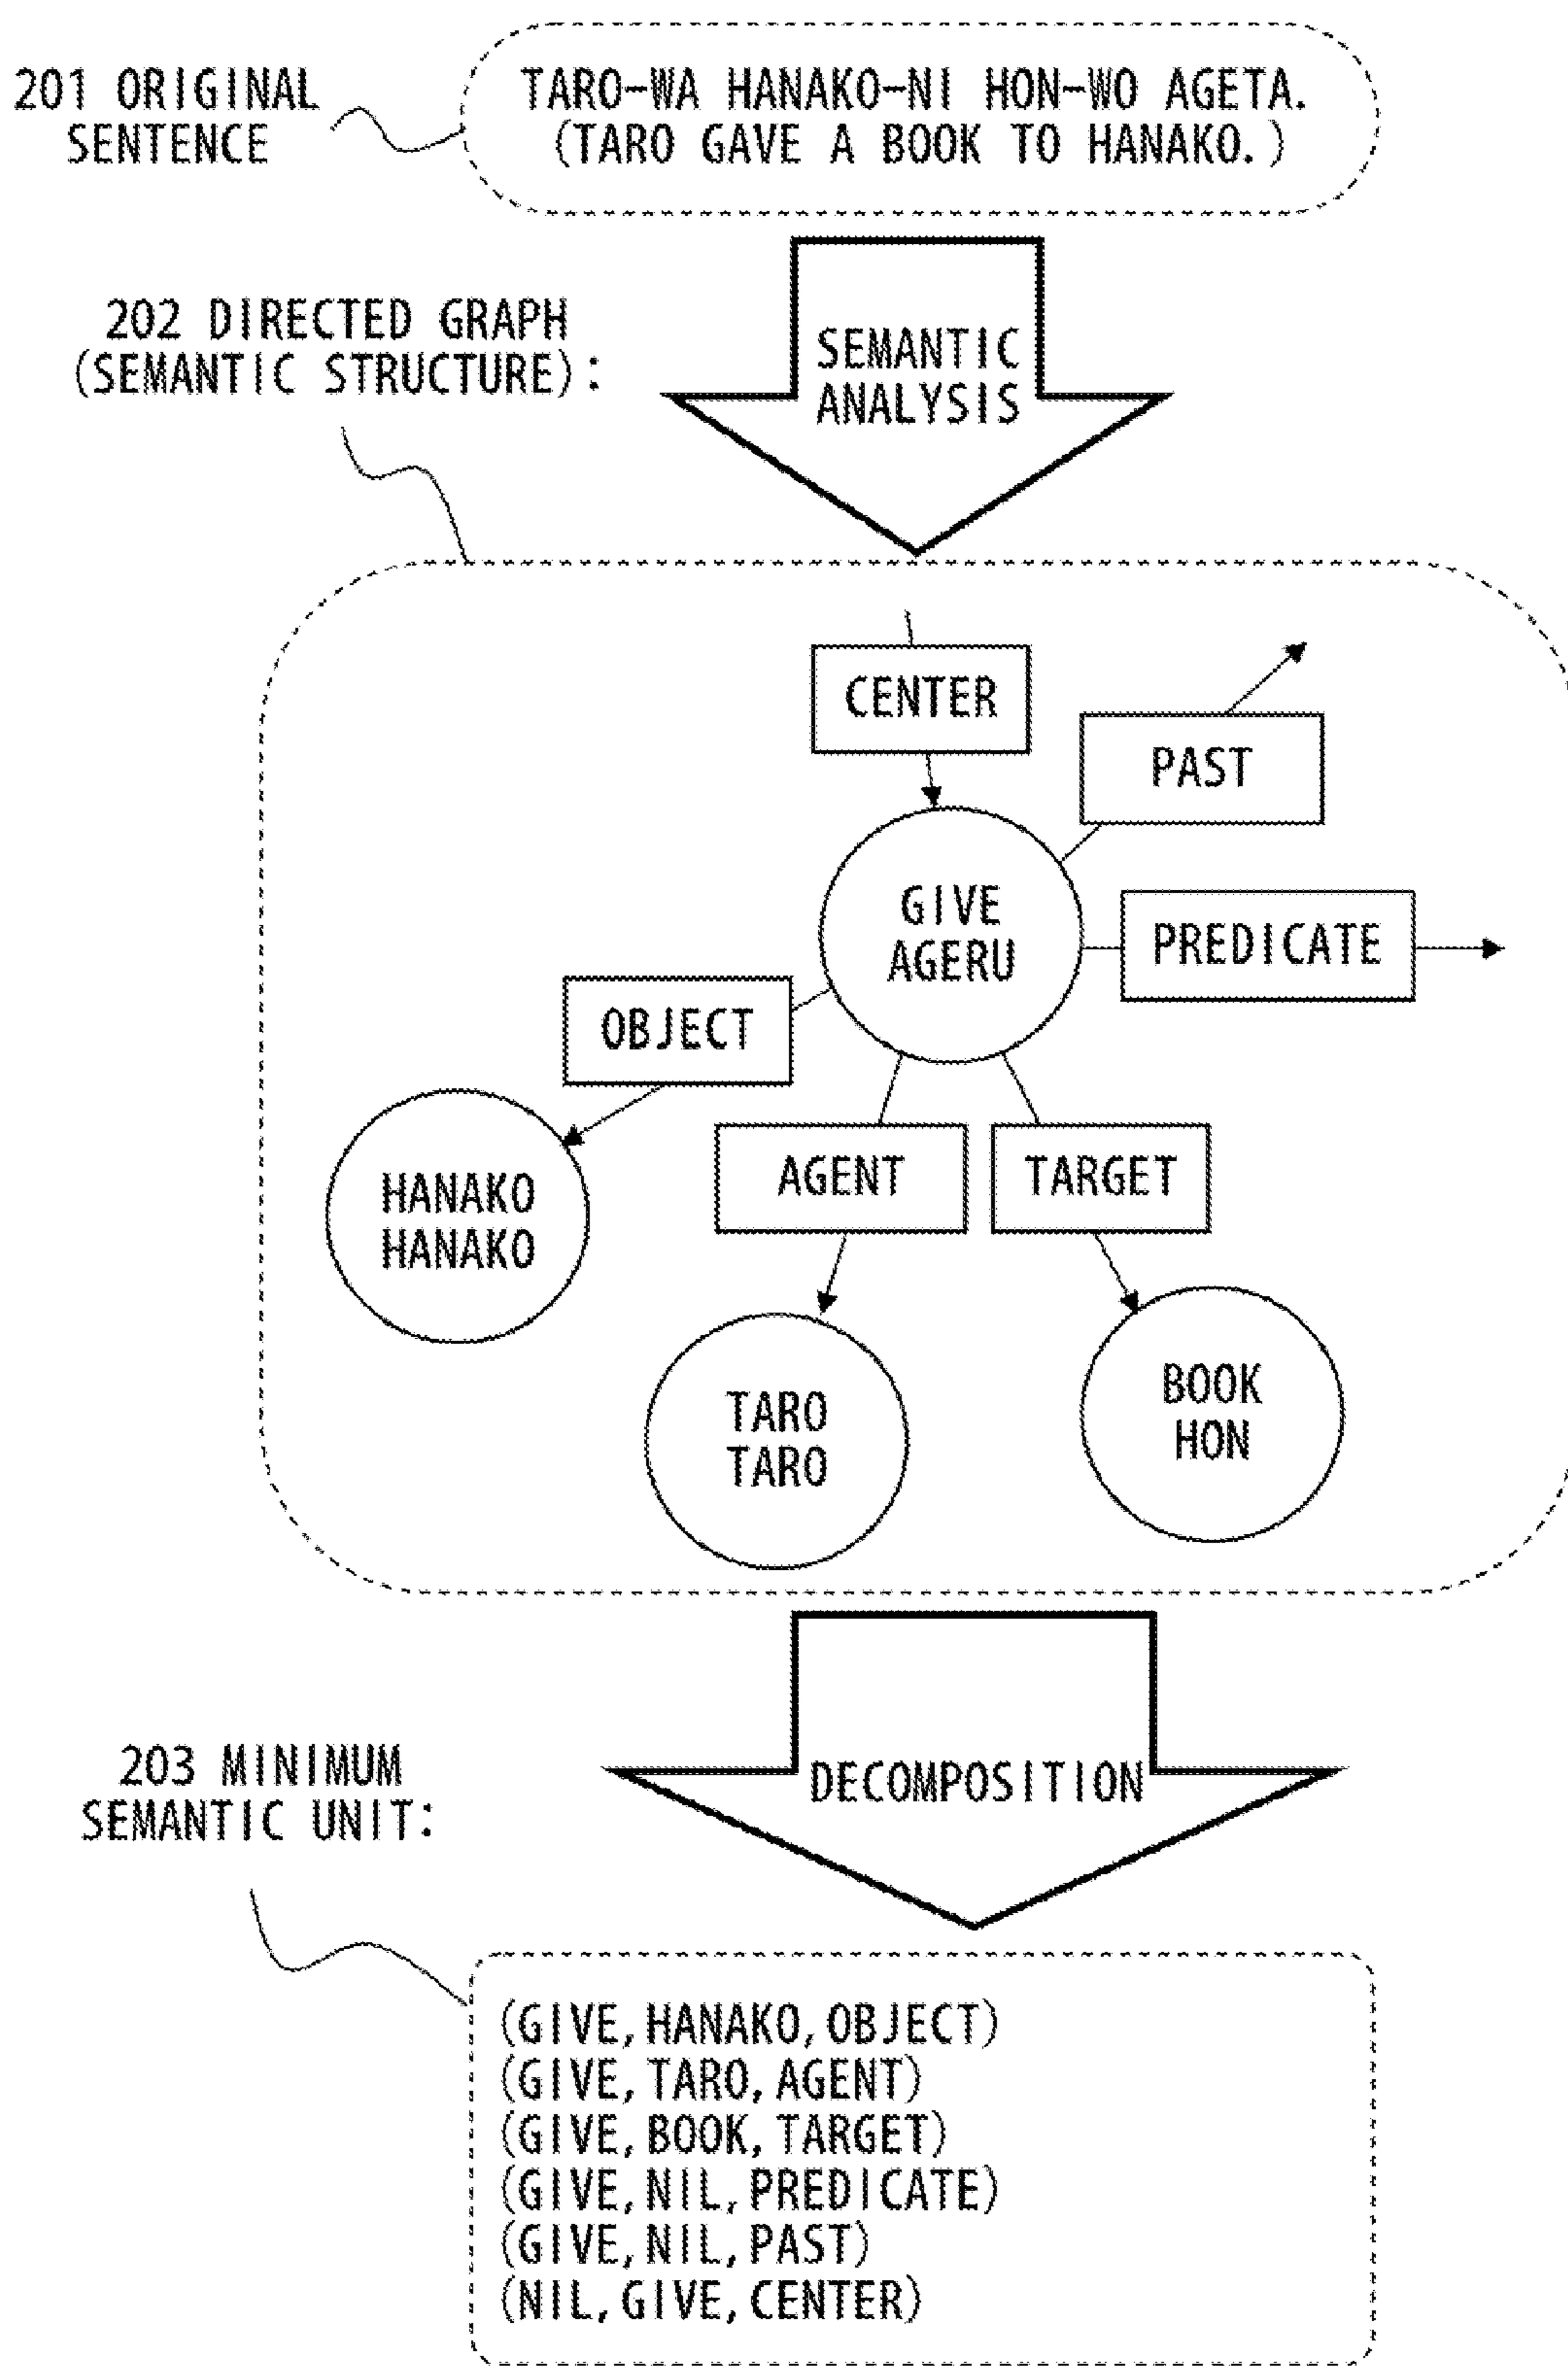 201 ORIGINAL
SENTENCE
TARO-WA HANAKO-NI HON-WO AGETA.
(TARO GAVE A BOOK TO HANAKO.)
202 DIRECTED GRAPH
(SEMANTIC STRUCTURE):
SEMANTIC
ANALYSIS
CENTER
PAST
GIVE
AGERU
PREDICATE
OBJECT
HANAKO
HANAKO
AGENT
TARGET
TARO
TARO
BOOK
HON
203 MINIMUM
SEMANTIC UNIT:
DECOMPOSITION
(GIVE, HANAKO, OBJECT)
(GIVE, TARO, AGENT)
(GIVE, BOOK, TARGET)
(GIVE, NIL, PREDICATE)
(GIVE, NIL, PAST)
(NIL, GIVE, CENTER)